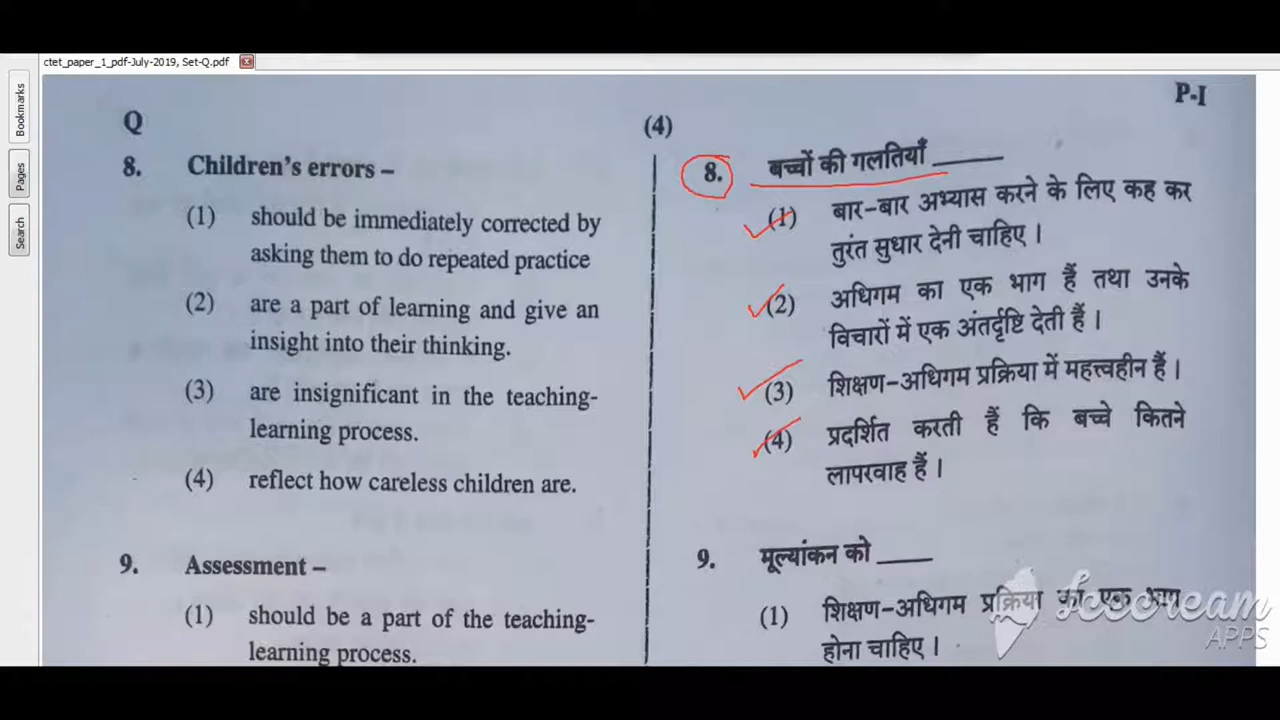 ctet_paper_1_pdf-July-2019, Set-Q.pdf
Bookmarks
Pages
Search
Q
(4)
P-I
8. Children's errors –
(1) should be immediately corrected by
asking them to do repeated practice
(2) are a part of learning and give an
insight into their thinking.
(3) are insignificant in the teaching-
learning process.
(4) reflect how careless children are.
9. Assessment –
(1) should be a part of the teaching-
learning process.
8. बच्चों की गलतियाँ ______
(1) बार-बार अभ्यास करने के लिए कह कर
तुरंत सुधार देनी चाहिए ।
(2) अधिगम का एक भाग हैं तथा उनके
विचारों में एक अंतर्दृष्टि देती हैं ।
(3) शिक्षण-अधिगम प्रक्रिया में महत्त्वहीन हैं ।
(4) प्रदर्शित करती हैं कि बच्चे कितने
लापरवाह हैं ।
9. मूल्यांकन को ______
(1) शिक्षण-अधिगम प्रक्रिया का एक भाग
होना चाहिए ।
Icecream
APPS